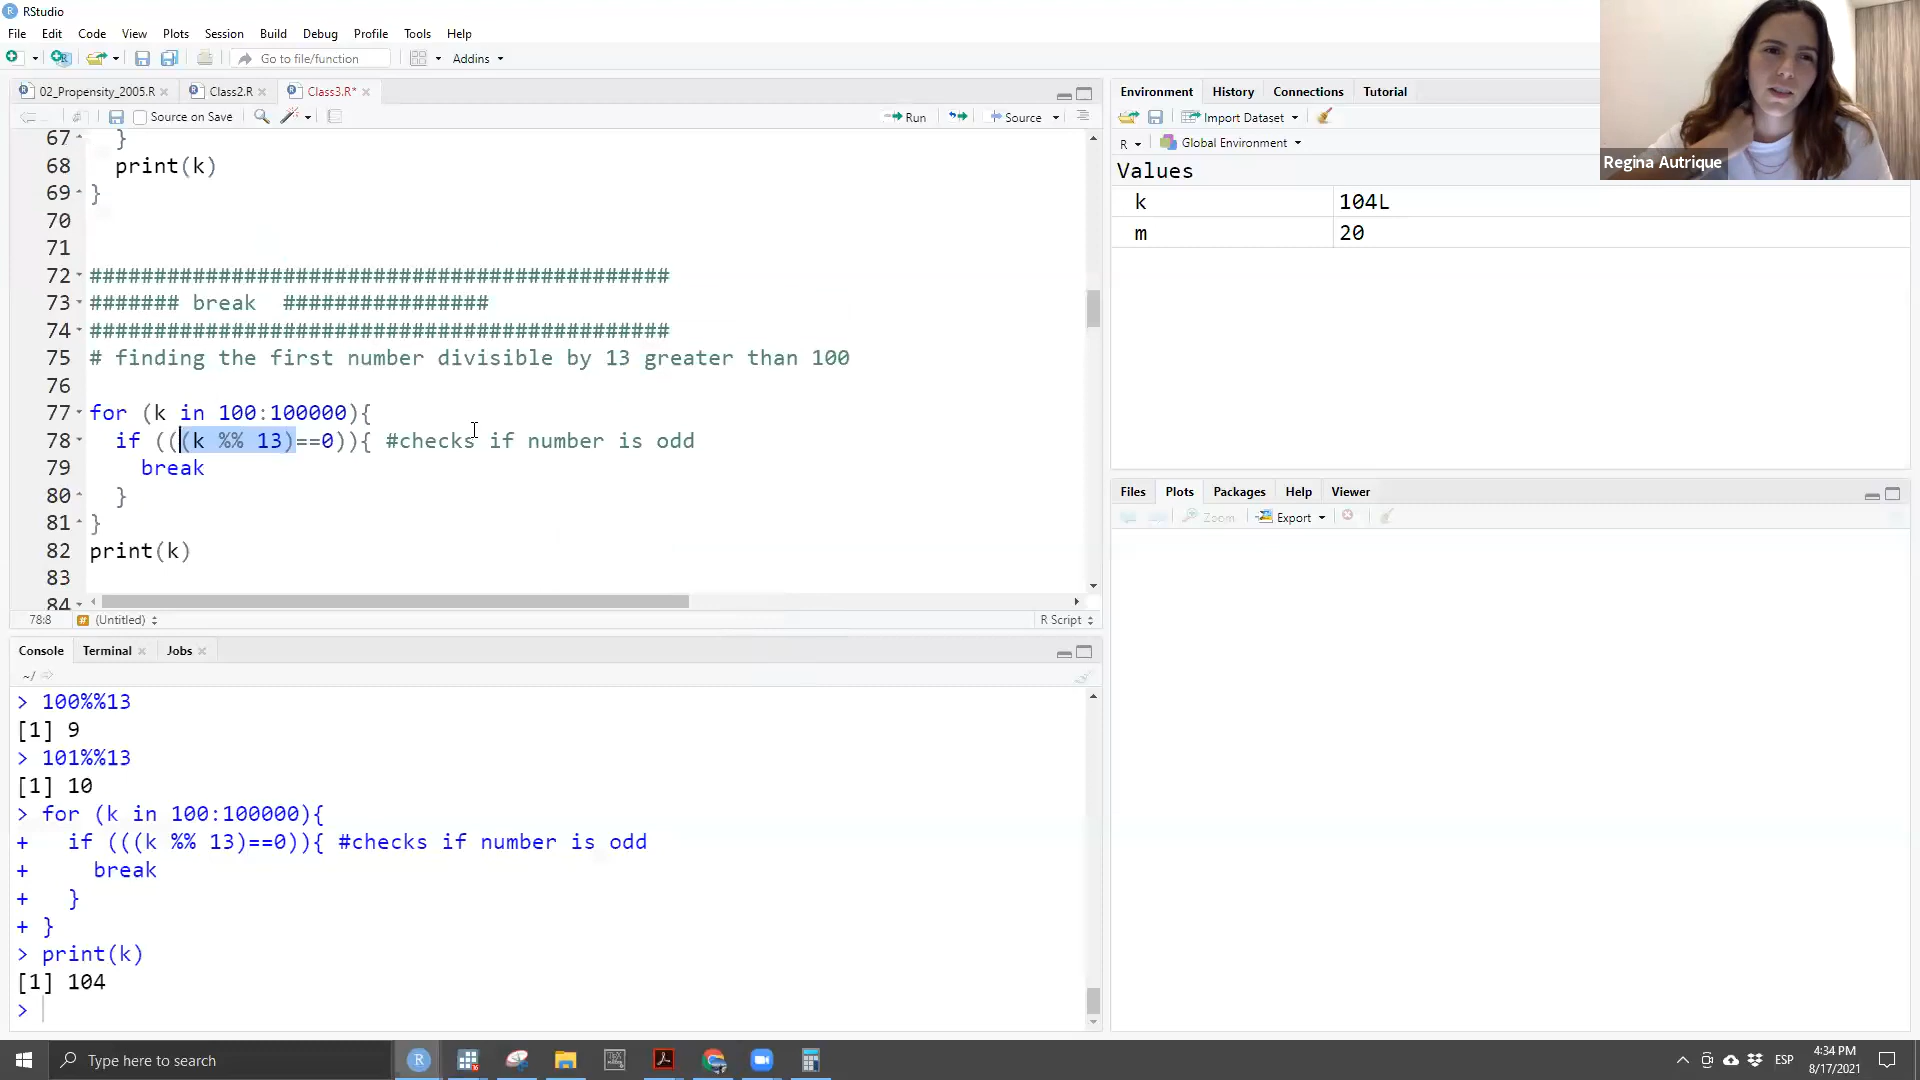 RStudio
File Edit Code View Plots Session Build Debug Profile Tools Help
Go to file/function Addins
02_Propensity_2005.R Class2.R Class3.R*
Source on Save Run Source
67 }
68 print(k)
69 }
70
71
72 #############################################
73 ####### break ################
74 #############################################
75 # finding the first number divisible by 13 greater than 100
76
77 for (k in 100:100000){
78 if (((k %% 13)==0)){ #checks if number is odd
79 break
80 }
81 }
82 print(k)
83
84
78:8 (Untitled) R Script
Console Terminal Jobs
~/
> 100%%13
[1] 9
> 101%%13
[1] 10
> for (k in 100:100000){
+ if (((k %% 13)==0)){ #checks if number is odd
+ break
+ }
+ }
> print(k)
[1] 104
>
Environment History Connections Tutorial
Import Dataset
R Global Environment
Values
k 104L
m 20
Files Plots Packages Help Viewer
Zoom Export
Regina Autrique
Type here to search
ESP
4:34 PM
8/17/2021